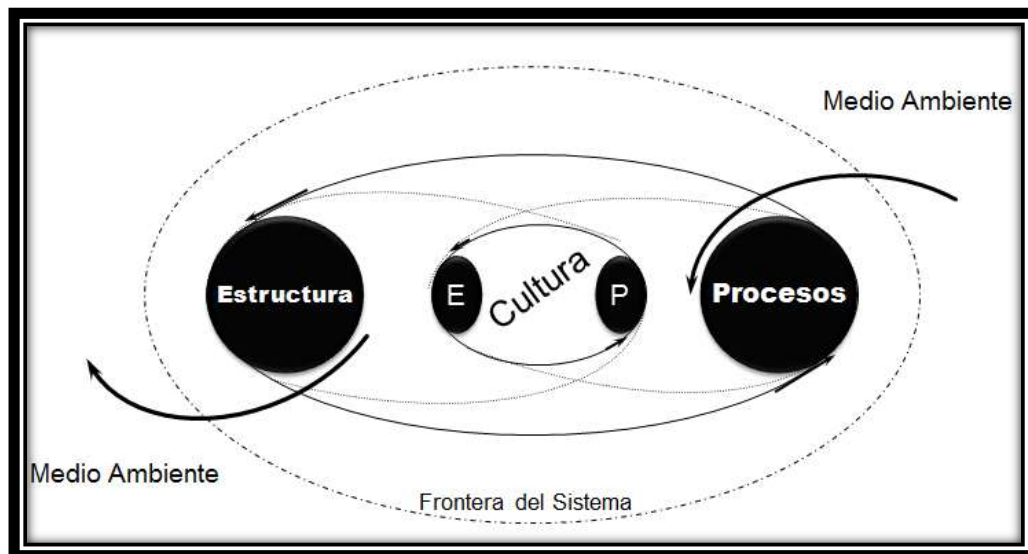 Medio Ambiente
Estructura
E
Cultura
P
Procesos
Medio Ambiente
Frontera del Sistema